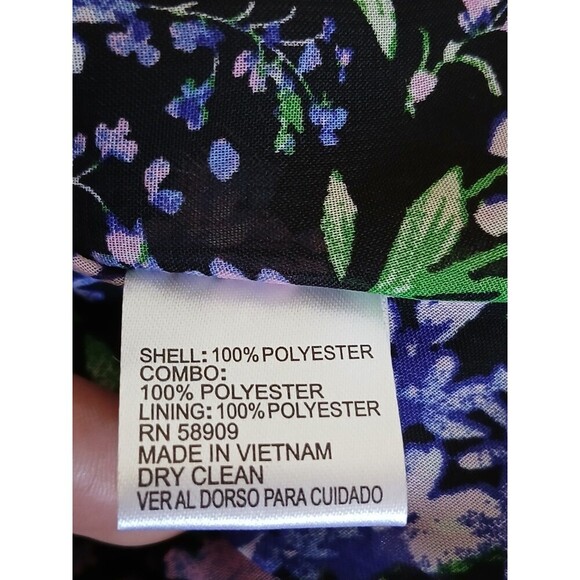 SHELL: 100% POLYESTER
COMBO:
100% POLYESTER
LINING: 100% POLYESTER
RN 58909
MADE IN VIETNAM
DRY CLEAN
VER AL DORSO PARA CUIDADO